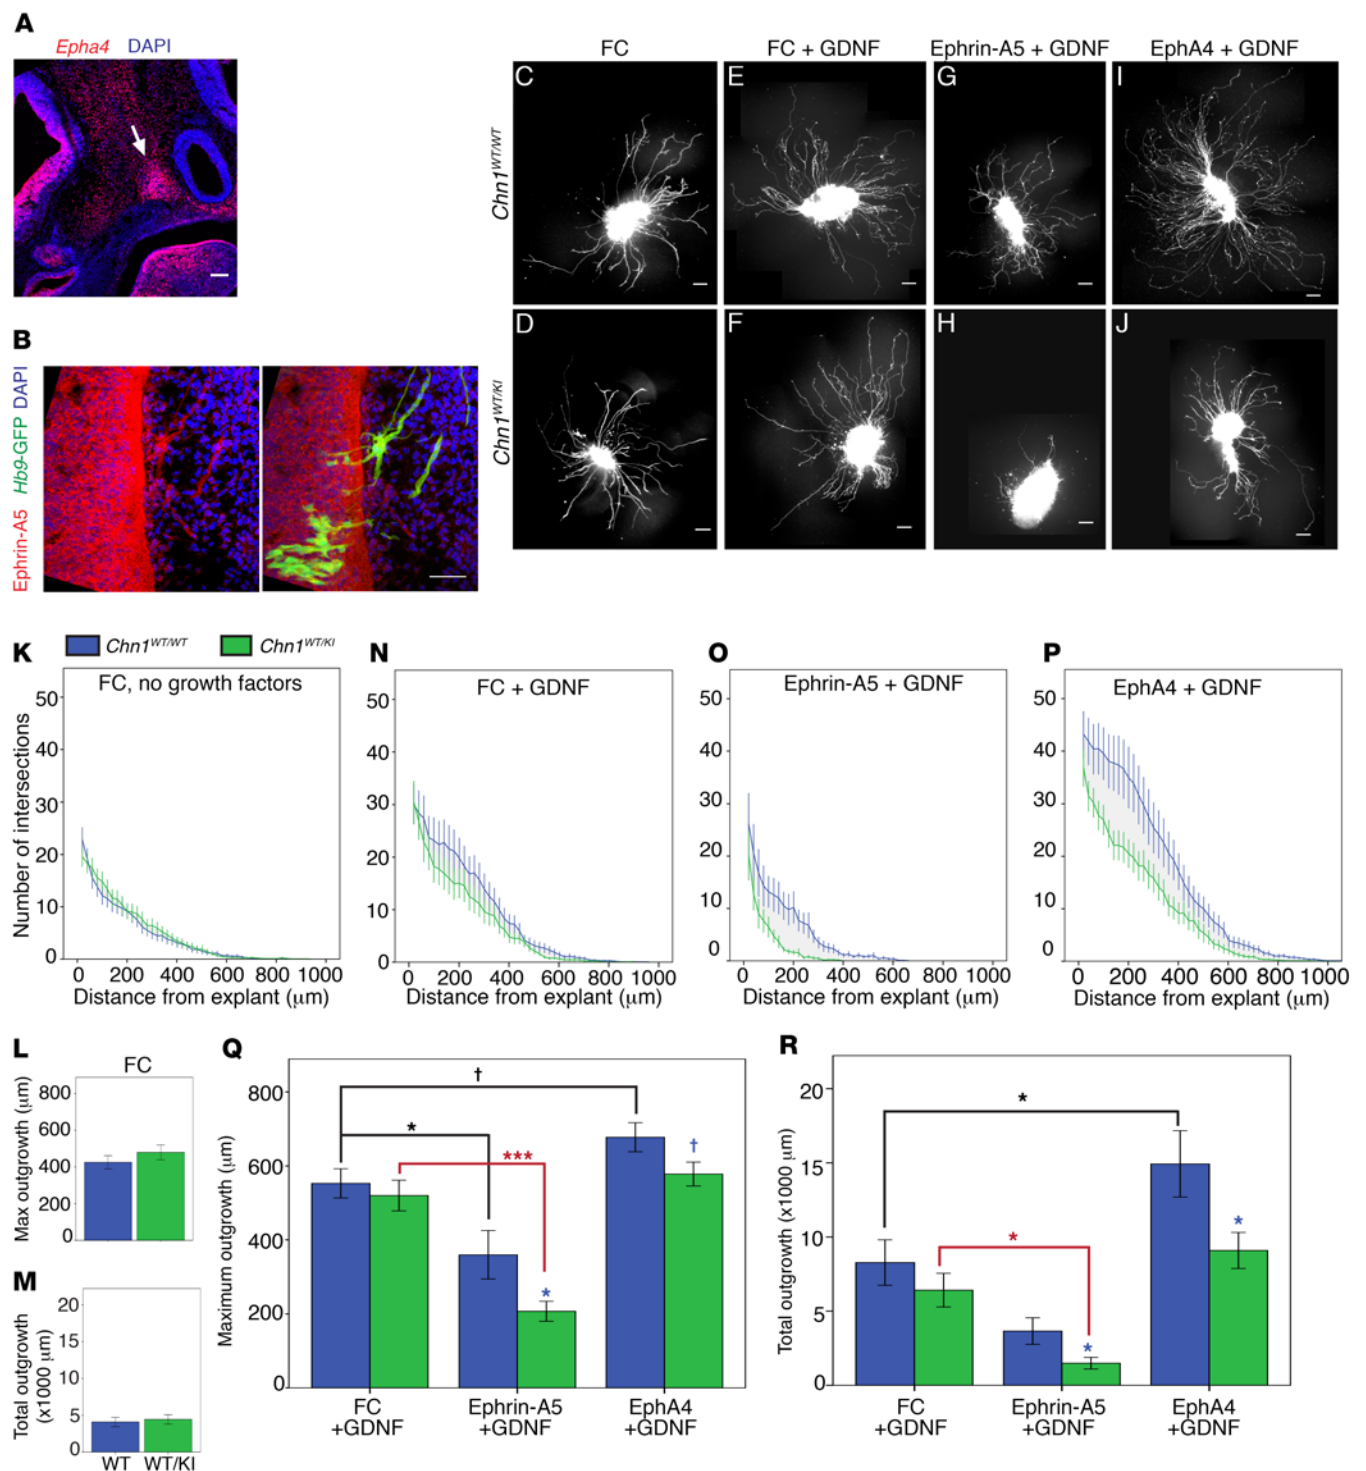 A
Epha4 DAPI
B
Ephrin-A5 Hb9-GFP DAPI
FC
FC + GDNF
Ephrin-A5 + GDNF
EphA4 + GDNF
Chn1WT/WT
C
E
G
I
Chn1WT/KI
D
F
H
J
Chn1WT/WT
Chn1WT/KI
K
FC, no growth factors
Number of intersections
50
40
30
20
10
0
0 200 400 600 800 1000
Distance from explant (μm)
N
FC + GDNF
50
40
30
20
10
0
0 200 400 600 800 1000
Distance from explant (μm)
O
Ephrin-A5 + GDNF
50
40
30
20
10
0
0 200 400 600 800 1000
Distance from explant (μm)
P
EphA4 + GDNF
50
40
30
20
10
0
0 200 400 600 800 1000
Distance from explant (μm)
L
FC
Max outgrowth (μm)
800
600
400
200
0
M
Total outgrowth
(x1000 μm)
20
15
10
5
0
WT WT/KI
Q
Maximum outgrowth (μm)
800
600
400
200
0
†
*
***
*
†
FC
+GDNF
Ephrin-A5
+GDNF
EphA4
+GDNF
R
Total outgrowth (x1000 μm)
20
15
10
5
0
*
*
*
*
FC
+GDNF
Ephrin-A5
+GDNF
EphA4
+GDNF